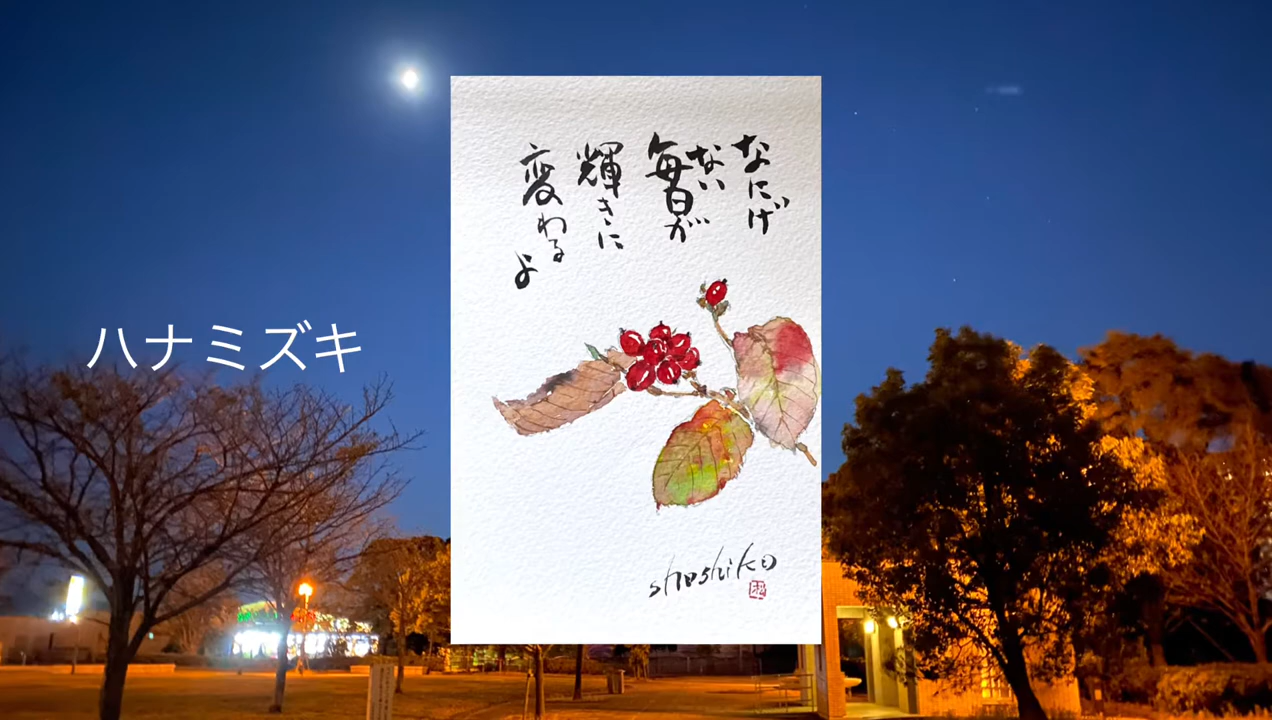 ハナミズキ
なにげ
ない
毎日が
輝きに
変わる
よ
shoshiko